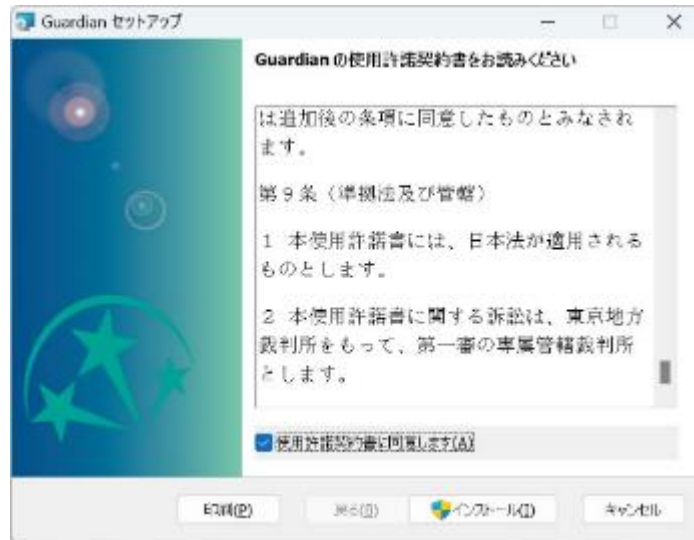 Guardian セットアップ
Guardian の使用許諾契約書をお読みください
は追加後の条項に同意したものとみなされ
ます。
第9条（準拠法及び管轄）
1 本使用許諾書には、日本法が適用される
ものとします。
2 本使用許諾書に関する訴訟は、東京地方
裁判所をもって、第一審の専属管轄裁判所
とします。
使用許諾契約書に同意します(A)
印刷(P)
戻る(B)
インストール(I)
キャンセル